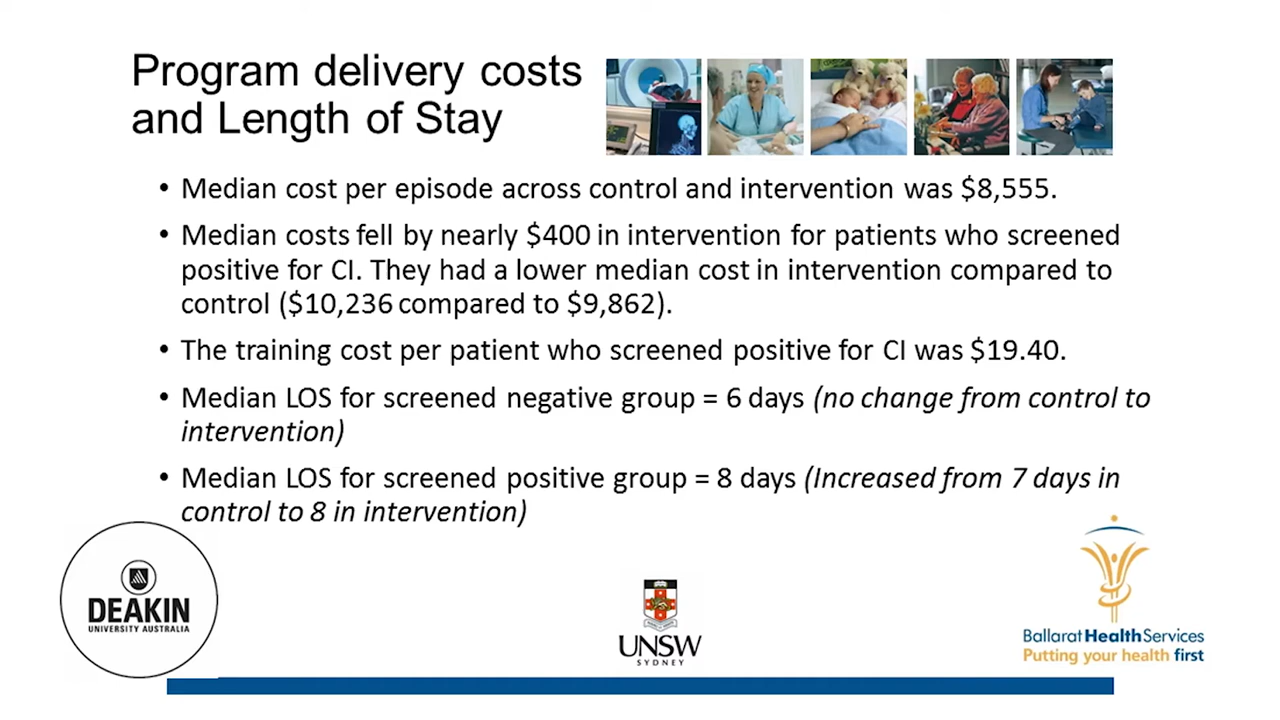 Program delivery costs
and Length of Stay
• Median cost per episode across control and intervention was $8,555.
• Median costs fell by nearly $400 in intervention for patients who screened
positive for CI. They had a lower median cost in intervention compared to
control ($10,236 compared to $9,862).
• The training cost per patient who screened positive for CI was $19.40.
• Median LOS for screened negative group = 6 days (no change from control to
intervention)
• Median LOS for screened positive group = 8 days (Increased from 7 days in
control to 8 in intervention)
DEAKIN
UNIVERSITY AUSTRALIA
UNSW
SYDNEY
Ballarat HealthServices
Putting your health first